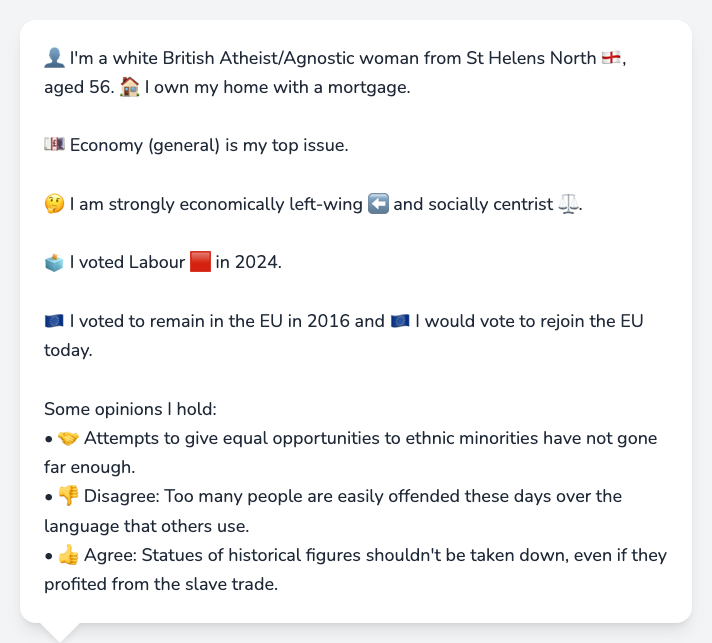 👤 I'm a white British Atheist/Agnostic woman from St Helens North 🏴󠁧󠁢󠁥󠁮󠁧󠁿,
aged 56. 🏠 I own my home with a mortgage.
💷 Economy (general) is my top issue.
🤔 I am strongly economically left-wing ⬅️ and socially centrist ⚖️.
🗳️ I voted Labour 🟥 in 2024.
🇪🇺 I voted to remain in the EU in 2016 and 🇪🇺 I would vote to rejoin the EU
today.
Some opinions I hold:
• 🤝 Attempts to give equal opportunities to ethnic minorities have not gone
far enough.
• 👎 Disagree: Too many people are easily offended these days over the
language that others use.
• 👍 Agree: Statues of historical figures shouldn't be taken down, even if they
profited from the slave trade.